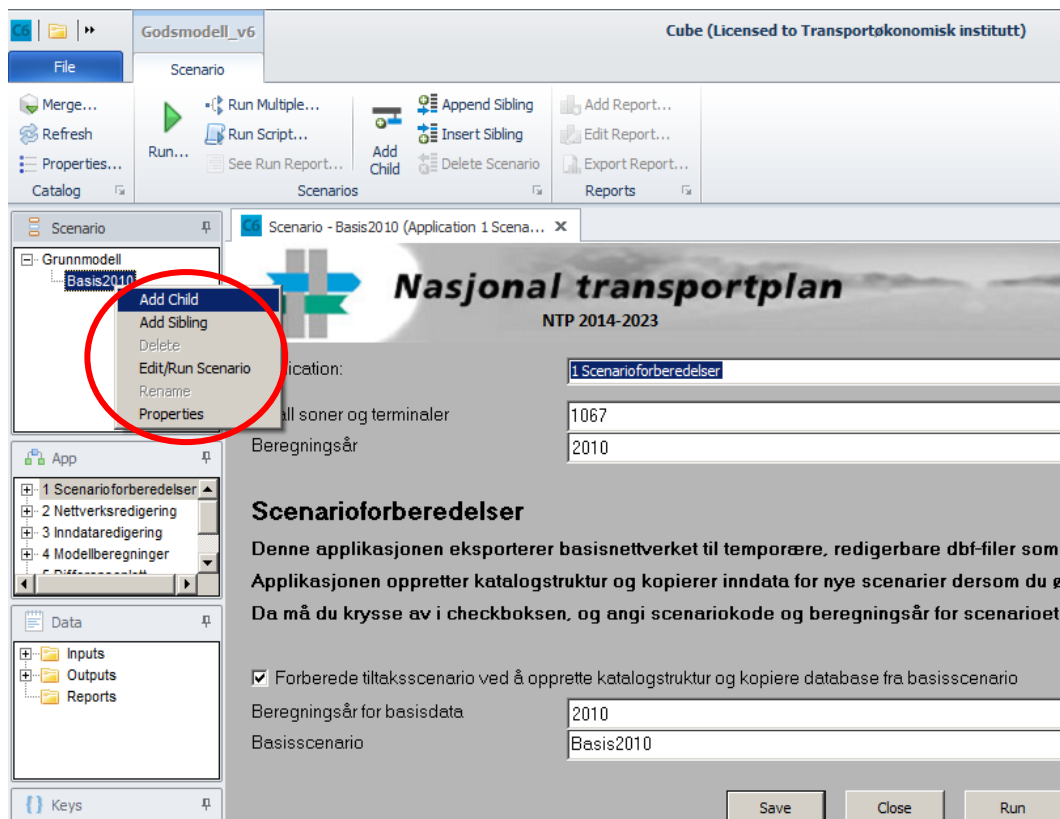 C6
Godsmodell_v6
Cube (Licensed to Transportøkonomisk institutt)
File
Scenario
Merge...
Refresh
Properties...
Catalog
Run...
Run Multiple...
Run Script...
See Run Report...
Add
Child
Append Sibling
Insert Sibling
Delete Scenario
Scenarios
Add Report...
Edit Report...
Export Report...
Reports
Scenario
Grunnmodell
Basis2010
Add Child
Add Sibling
Delete
Edit/Run Scenario
Rename
Properties
App
1 Scenarioforberedelser
2 Nettverksredigering
3 Inndataredigering
4 Modellberegninger
Data
Inputs
Outputs
Reports
{} Keys
C6 Scenario - Basis2010 (Application 1 Scena... X
Nasjonal transportplan
NTP 2014-2023
ication:
1 Scenarioforberedelser
all soner og terminaler
1067
Beregningsår
2010
Scenarioforberedelser
Denne applikasjonen eksporterer basisnettverket til temporære, redigerbare dbf-filer som
Applikasjonen oppretter katalogstruktur og kopierer inndata for nye scenarier dersom du ø
Da må du krysse av i checkboksen, og angi scenariokode og beregningsår for scenarioet
Forberede tiltaksscenario ved å opprette katalogstruktur og kopiere database fra basisscenario
Beregningsår for basisdata
2010
Basisscenario
Basis2010
Save
Close
Run